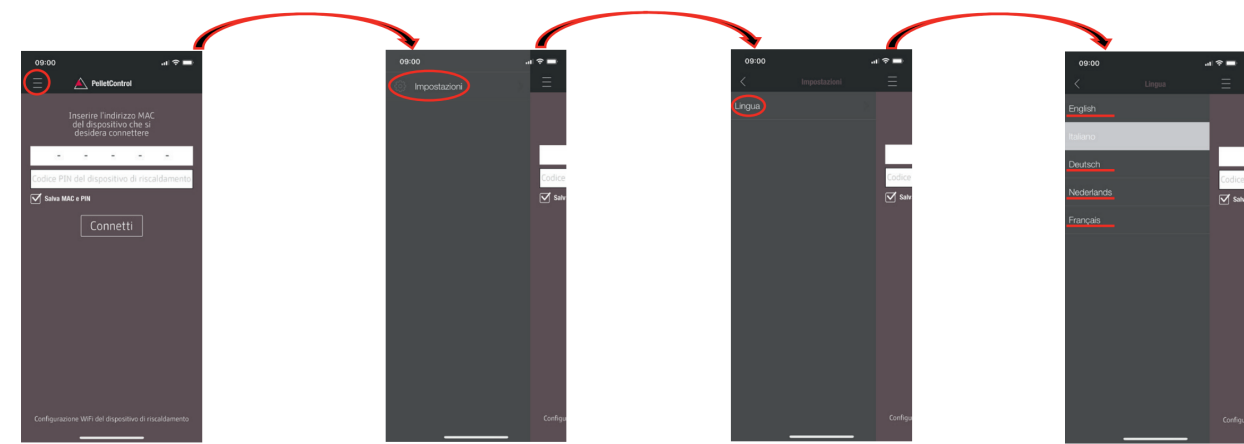 09:00
PelletControl
Inserire l'indirizzo MAC
del dispositivo che si
desidera connettere
- - - - -
Codice PIN del dispositivo di riscaldamento
Salva MAC e PIN
Connetti
Configurazione WiFi del dispositivo di riscaldamento
09:00
Impostazioni
Codice
Salv
Configu
09:00
Impostazioni
Lingua
Codice
Salv
Configu
09:00
Lingua
English
Italiano
Deutsch
Nederlands
Français
Codice
Salv
Configu